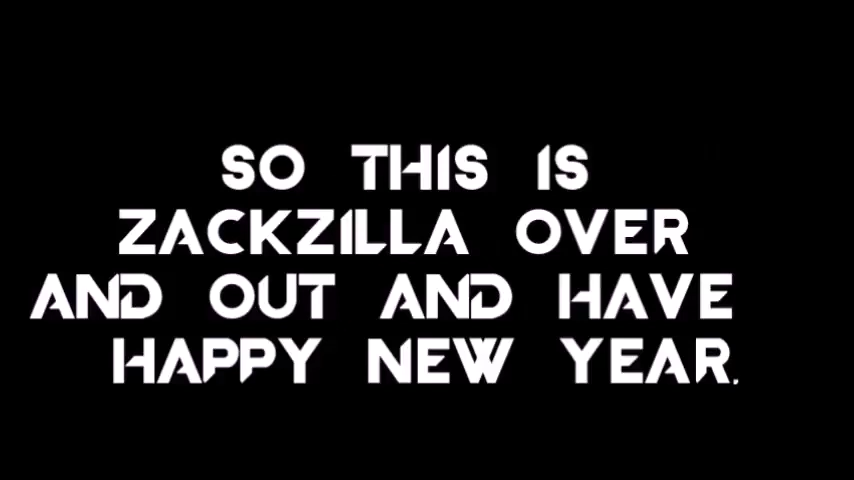 SO THIS IS
ZACKZILLA OVER
AND OUT AND HAVE
HAPPY NEW YEAR.